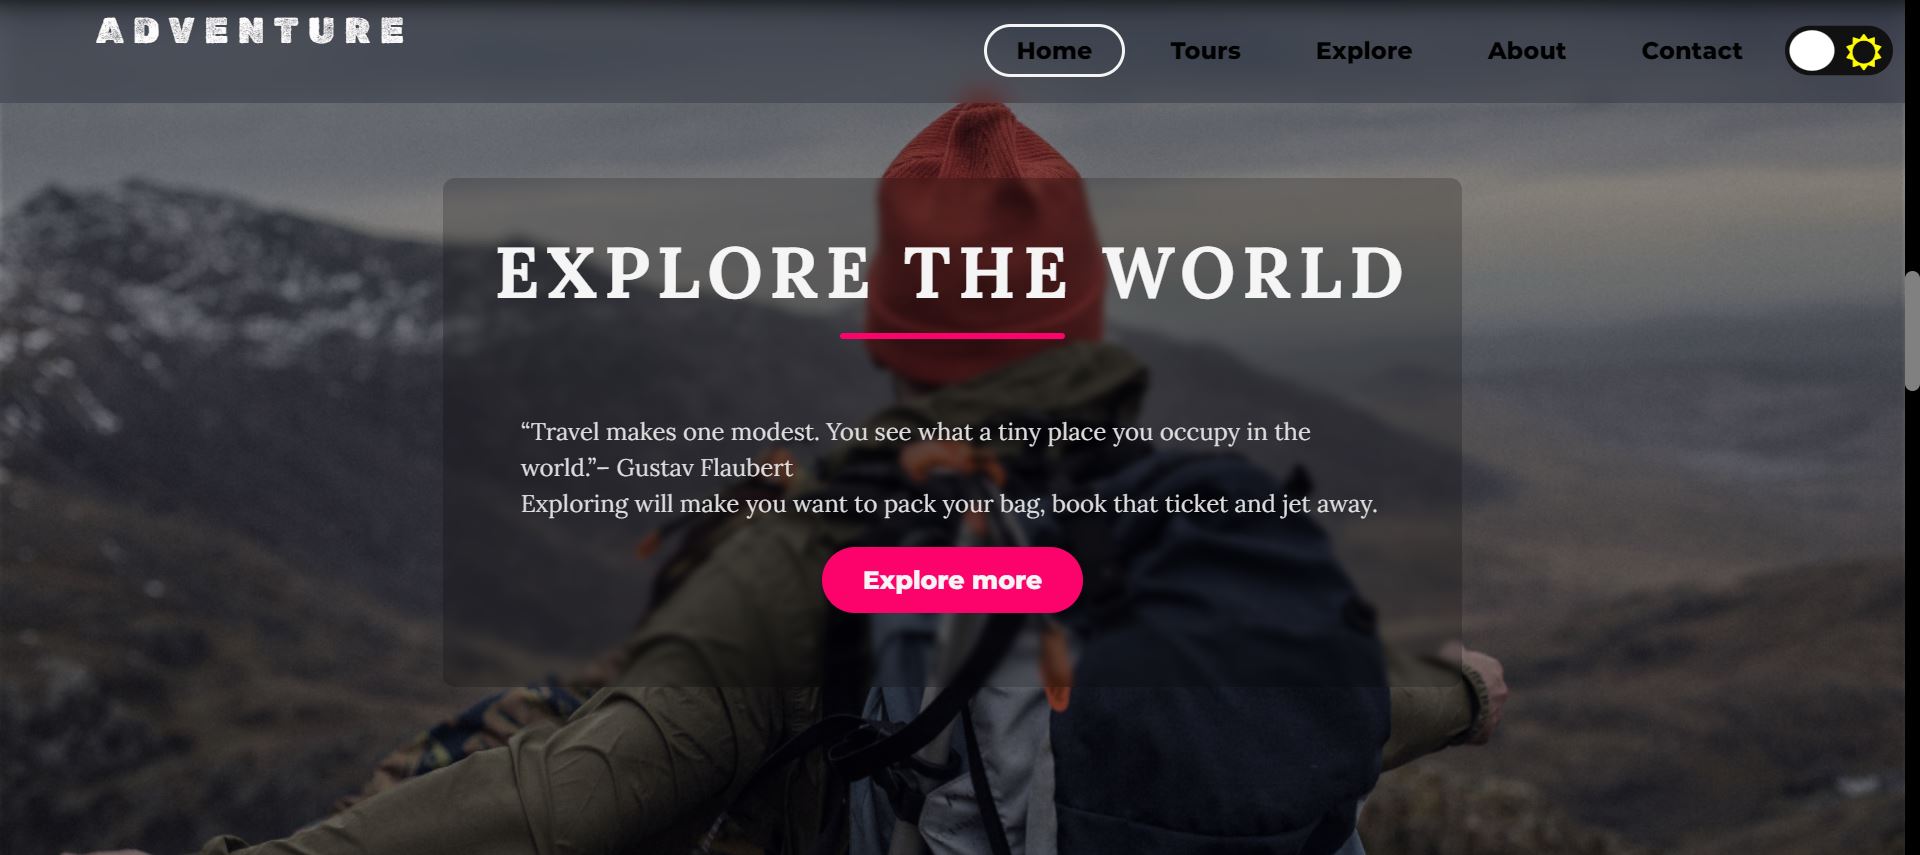 ADVENTURE
Home Tours Explore About Contact
EXPLORE THE WORLD
“Travel makes one modest. You see what a tiny place you occupy in the
world.”– Gustav Flaubert
Exploring will make you want to pack your bag, book that ticket and jet away.
Explore more